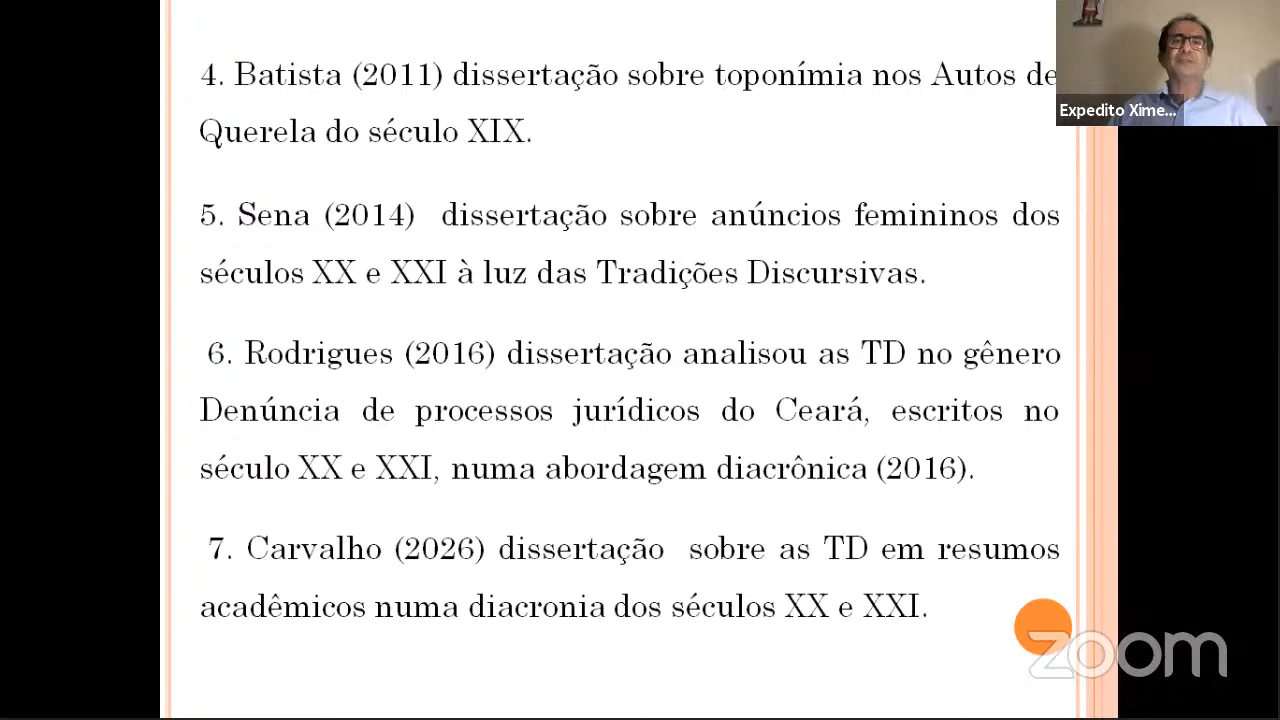 4. Batista (2011) dissertação sobre toponímia nos Autos de
Querela do século XIX.
5. Sena (2014) dissertação sobre anúncios femininos dos
séculos XX e XXI à luz das Tradições Discursivas.
6. Rodrigues (2016) dissertação analisou as TD no gênero
Denúncia de processos jurídicos do Ceará, escritos no
século XX e XXI, numa abordagem diacrônica (2016).
7. Carvalho (2026) dissertação sobre as TD em resumos
acadêmicos numa diacronia dos séculos XX e XXI.
Expedito Xime...
zoom